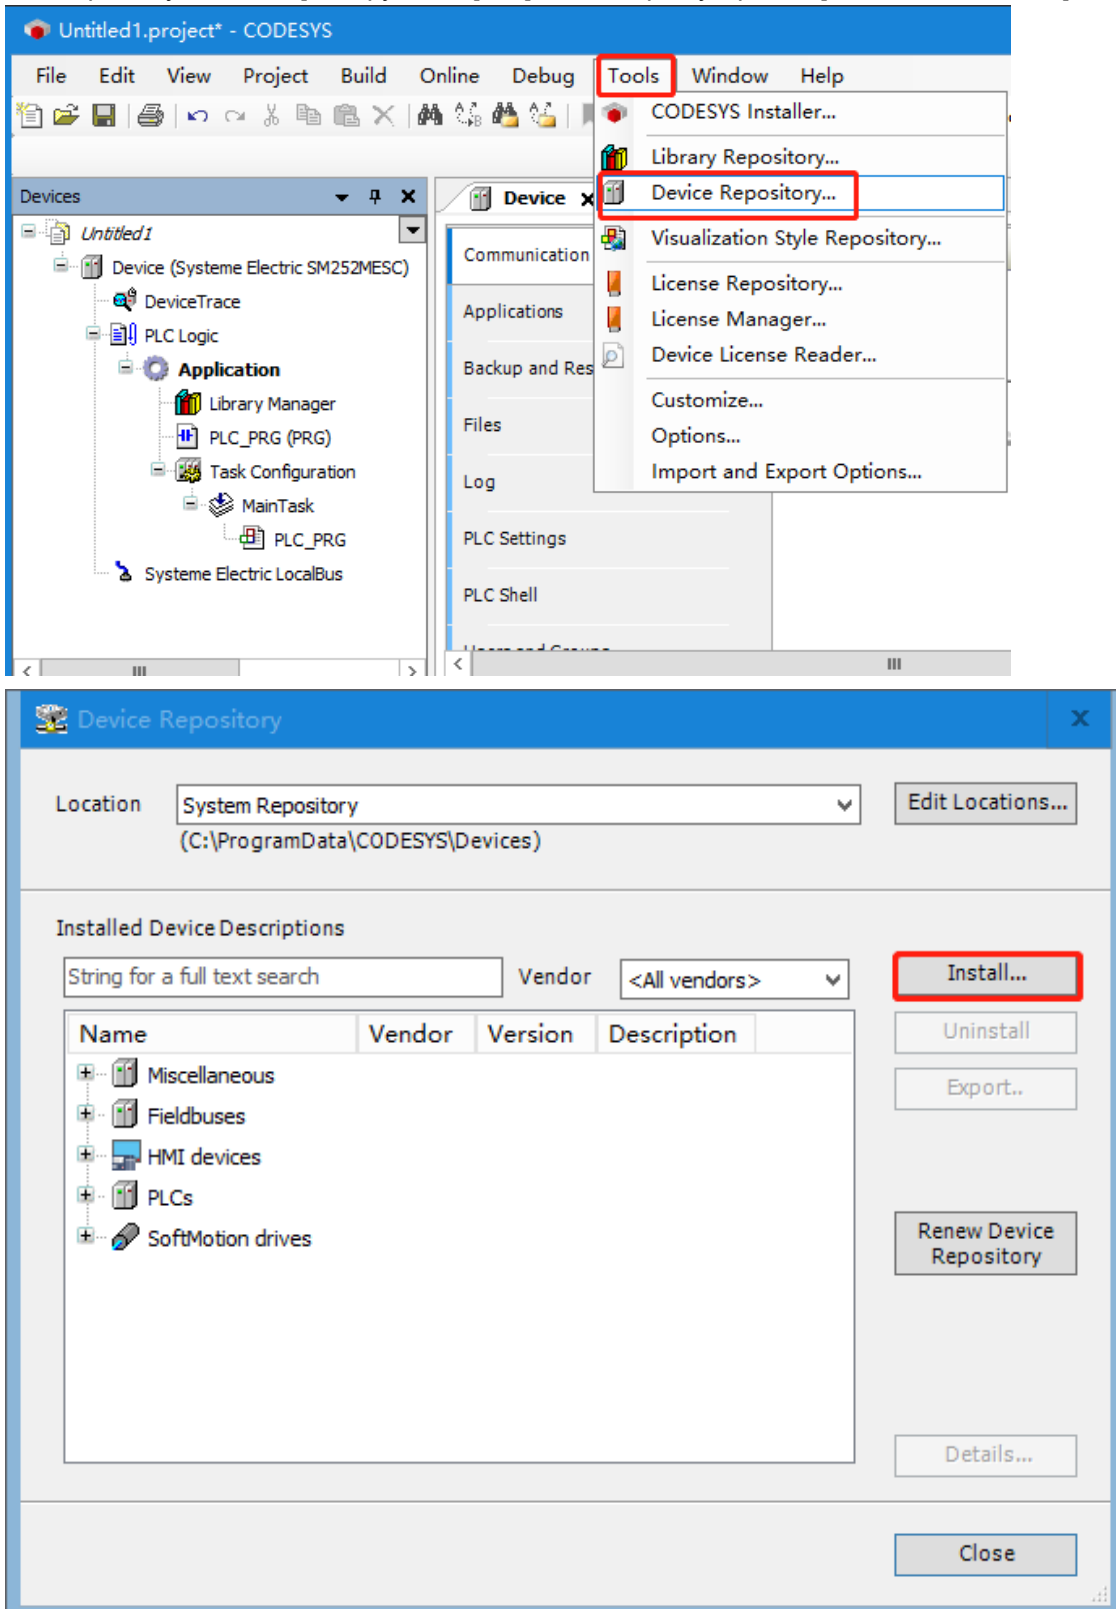 Untitled1.project* - CODESYS
File Edit View Project Build Online Debug Tools Window Help
CODESYS Installer...
Library Repository...
Device Repository...
Visualization Style Repository...
License Repository...
License Manager...
Device License Reader...
Customize...
Options...
Import and Export Options...
Devices
Untitled1
Device (Systeme Electric SM252MESC)
DeviceTrace
PLC Logic
Application
Library Manager
PLC_PRG (PRG)
Task Configuration
MainTask
PLC_PRG
Systeme Electric LocalBus
Device
Communication
Applications
Backup and Res
Files
Log
PLC Settings
PLC Shell
Device Repository
Location System Repository Edit Locations...
(C:\ProgramData\CODESYS\Devices)
Installed Device Descriptions
String for a full text search Vendor <All vendors> Install...
Name Vendor Version Description Uninstall
Miscellaneous
Export..
Fieldbuses
HMI devices
PLCs
SoftMotion drives
Renew Device
Repository
Details...
Close